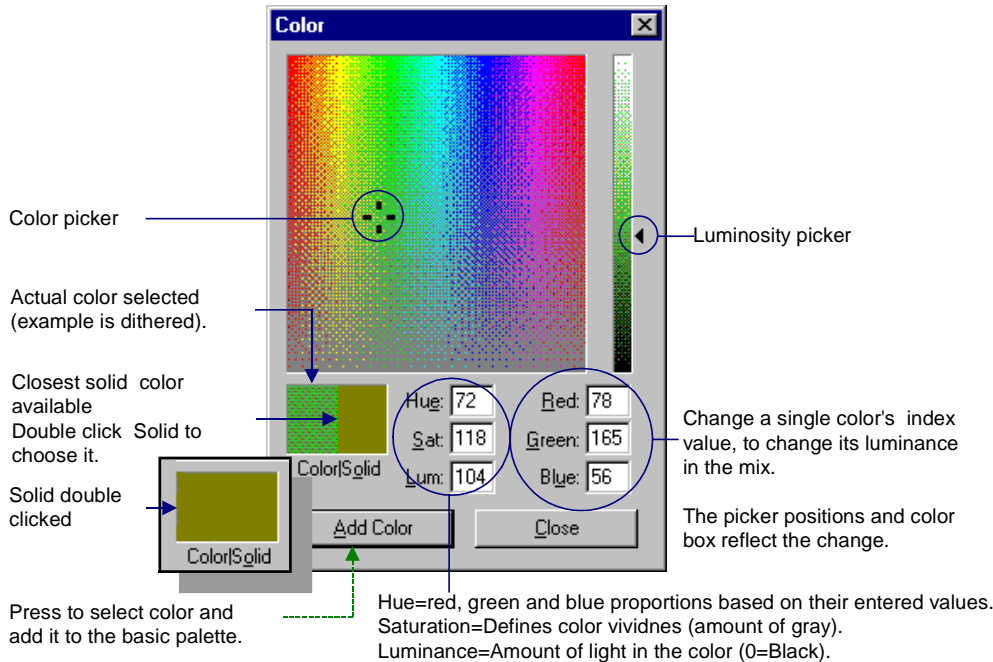 Color
Color picker
Luminosity picker
Actual color selected
(example is dithered).
Closest solid color
available
Double click Solid to
choose it.
Hue: 72
Red: 78
Sat: 118
Green: 165
Lum: 104
Blue: 56
Color|Solid
Change a single color's index
value, to change its luminance
in the mix.
The picker positions and color
box reflect the change.
Solid double
clicked
Color|Solid
Add Color
Close
Press to select color and
add it to the basic palette.
Hue=red, green and blue proportions based on their entered values.
Saturation=Defines color vividnes (amount of gray).
Luminance=Amount of light in the color (0=Black).